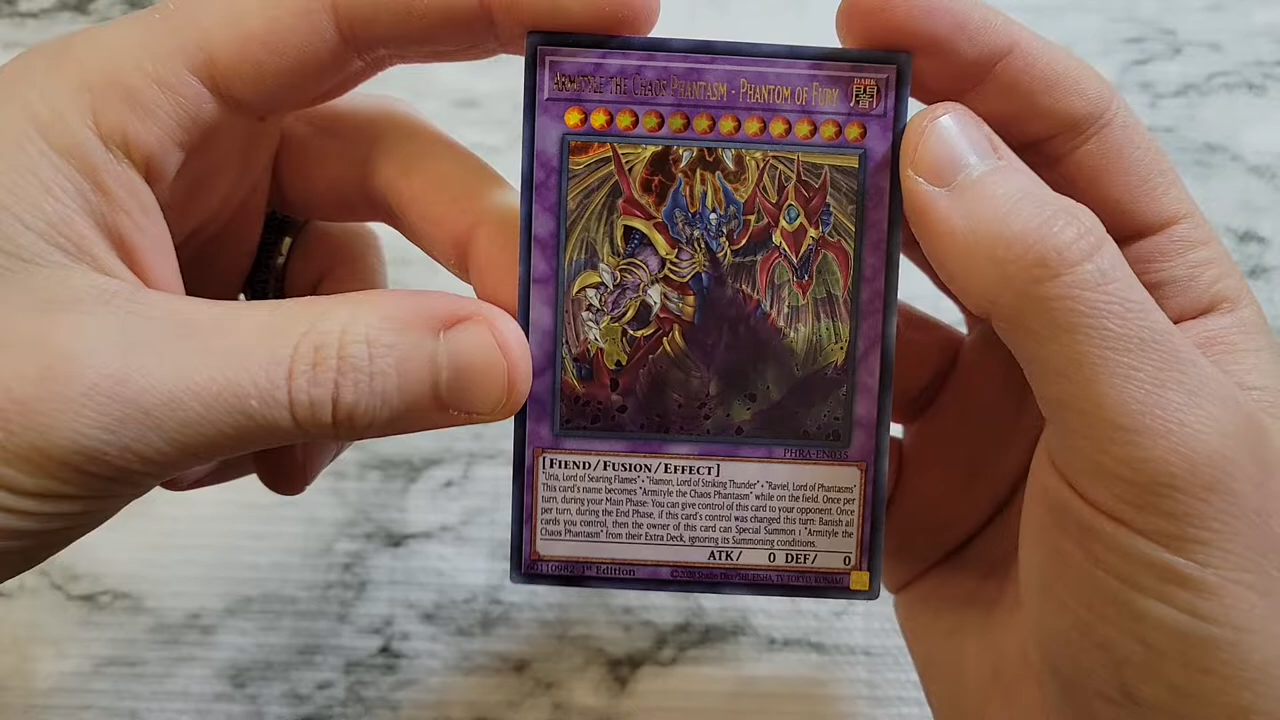 Armityle the Chaos Phantasm - Phantom of Fury
DARK
闇
PHRA-EN035
[Fiend/Fusion/Effect]
"Uria, Lord of Searing Flames" + "Hamon, Lord of Striking Thunder" + "Raviel, Lord of Phantasms"
This card's name becomes "Armityle the Chaos Phantasm" while on the field. Once per
turn, during your Main Phase: You can give control of this card to your opponent. Once
per turn, during the End Phase, if this card's control was changed this turn: Banish all
cards you control, then the owner of this card can Special Summon 1 "Armityle the
Chaos Phantasm" from their Extra Deck, ignoring its Summoning conditions.
ATK/ 0 DEF/ 0
60110982 1st Edition ©2020 Studio Dice/SHUEISHA, TV TOKYO, KONAMI